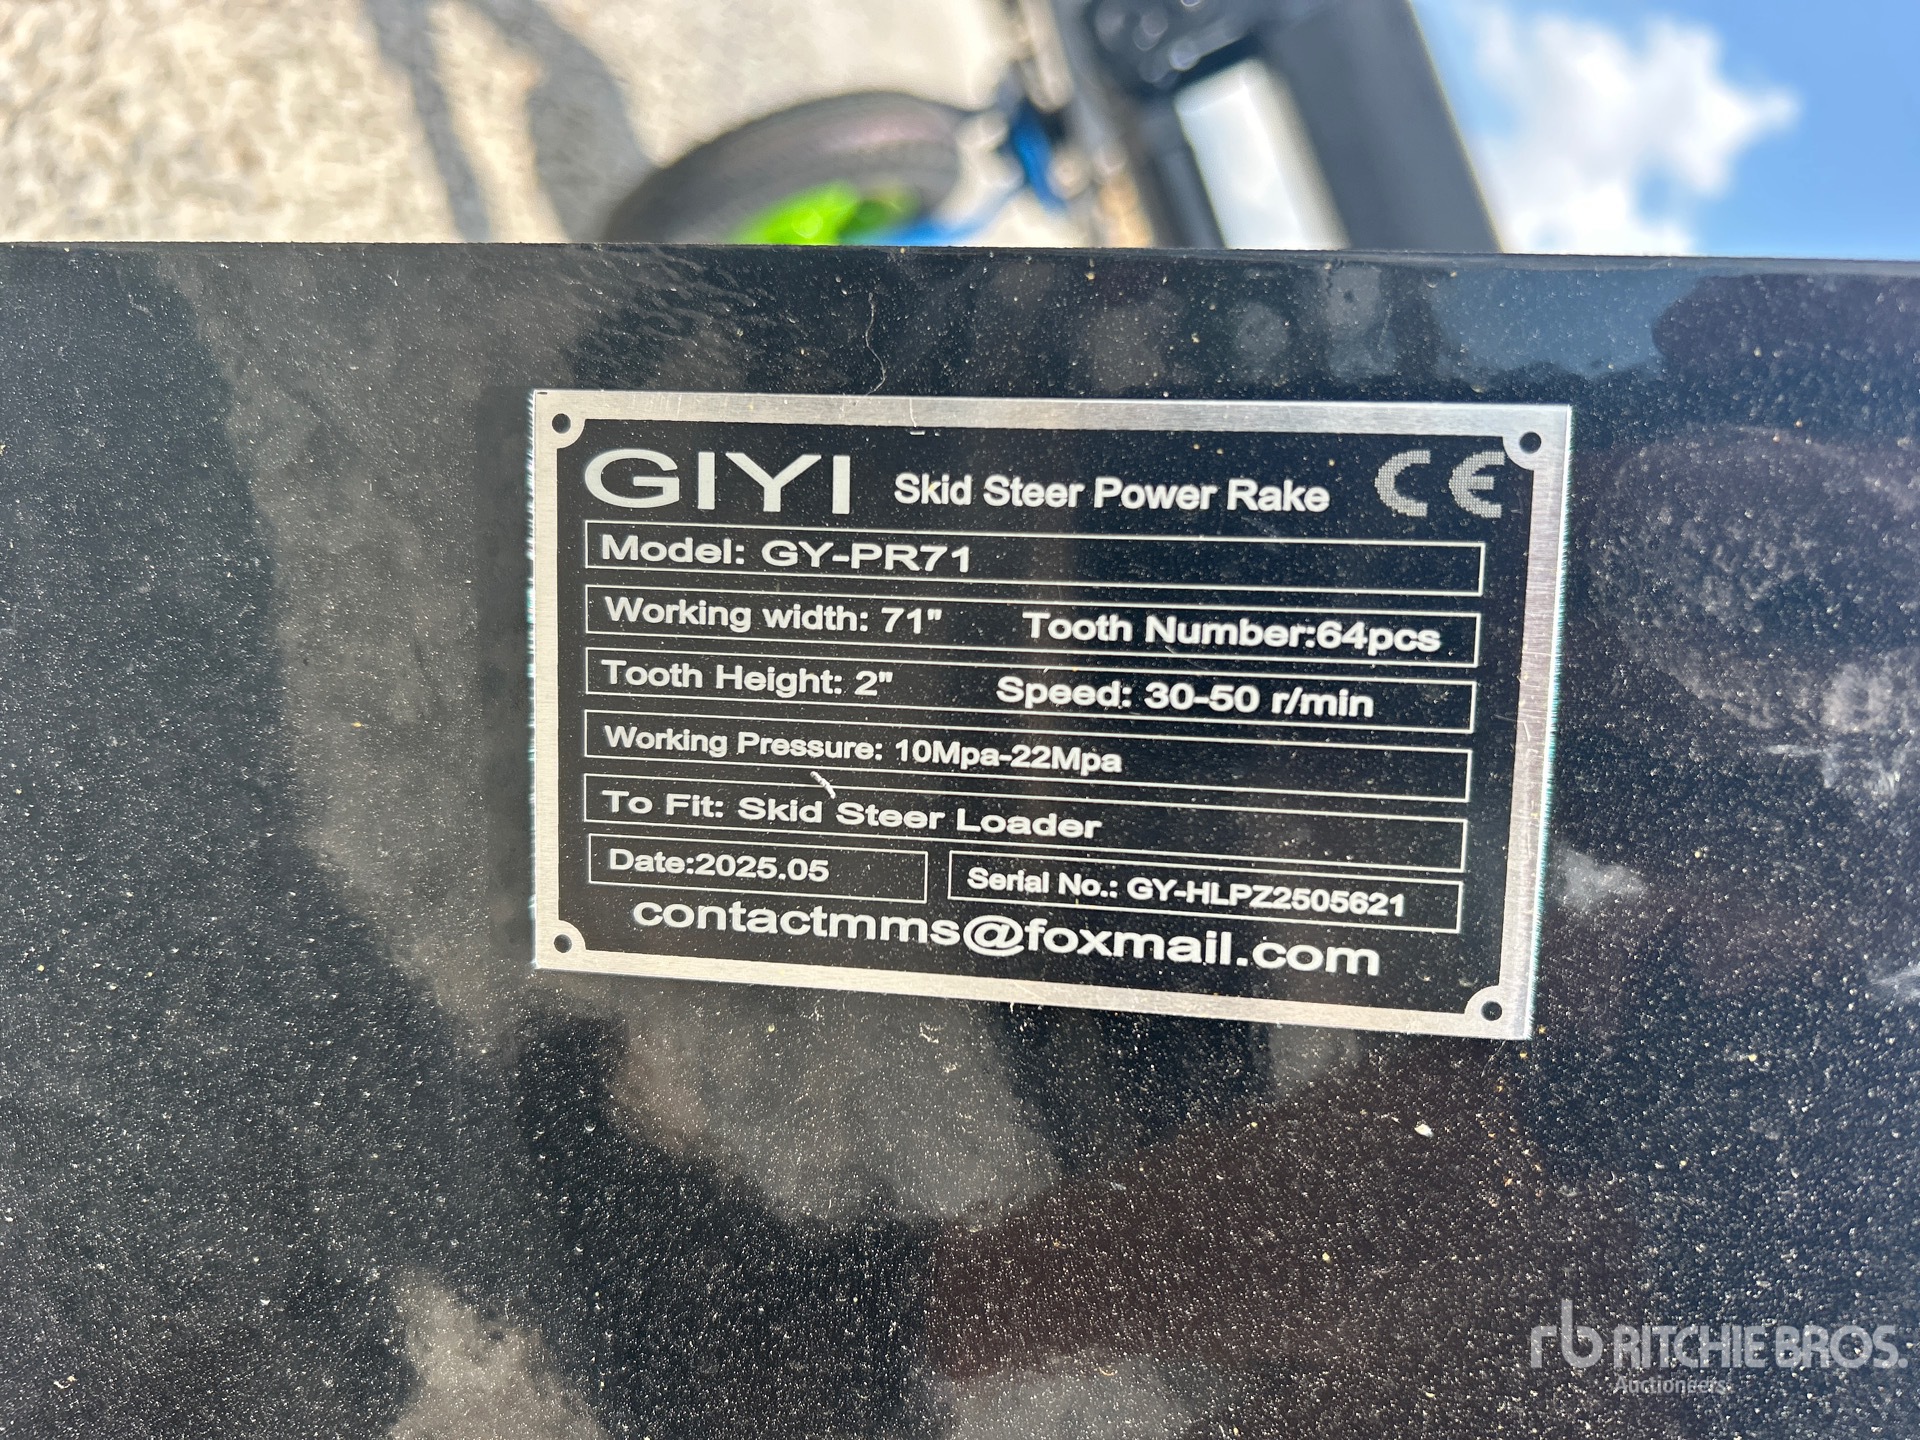 GIYI Skid Steer Power Rake CE
Model: GY-PR71
Working width: 71" Tooth Number:64pcs
Tooth Height: 2" Speed: 30-50 r/min
Working Pressure: 10Mpa-22Mpa
To Fit: Skid Steer Loader
Date:2025.05 Serial No.: GY-HLPZ2505621
contactmms@foxmail.com
rb RITCHIE BROS.
Auctioneers